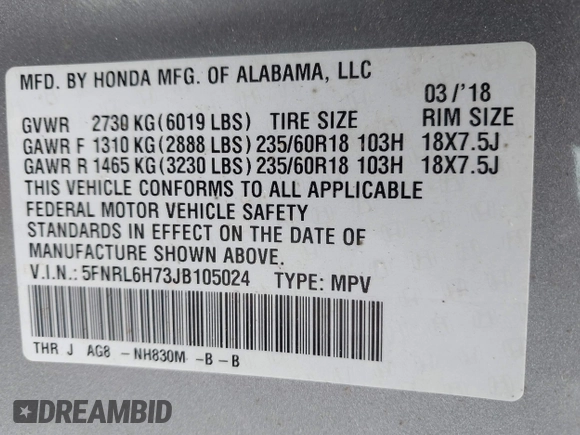 MFD. BY HONDA MFG. OF ALABAMA, LLC
03/'18
GVWR 2730 KG (6019 LBS) TIRE SIZE RIM SIZE
GAWR F 1310 KG (2888 LBS) 235/60R18 103H 18X7.5J
GAWR R 1465 KG (3230 LBS) 235/60R18 103H 18X7.5J
THIS VEHICLE CONFORMS TO ALL APPLICABLE
FEDERAL MOTOR VEHICLE SAFETY
STANDARDS IN EFFECT ON THE DATE OF
MANUFACTURE SHOWN ABOVE.
V.I.N.: 5FNRL6H73JB105024 TYPE: MPV
THR J AG8 -NH830M -B-B
DREAMBID